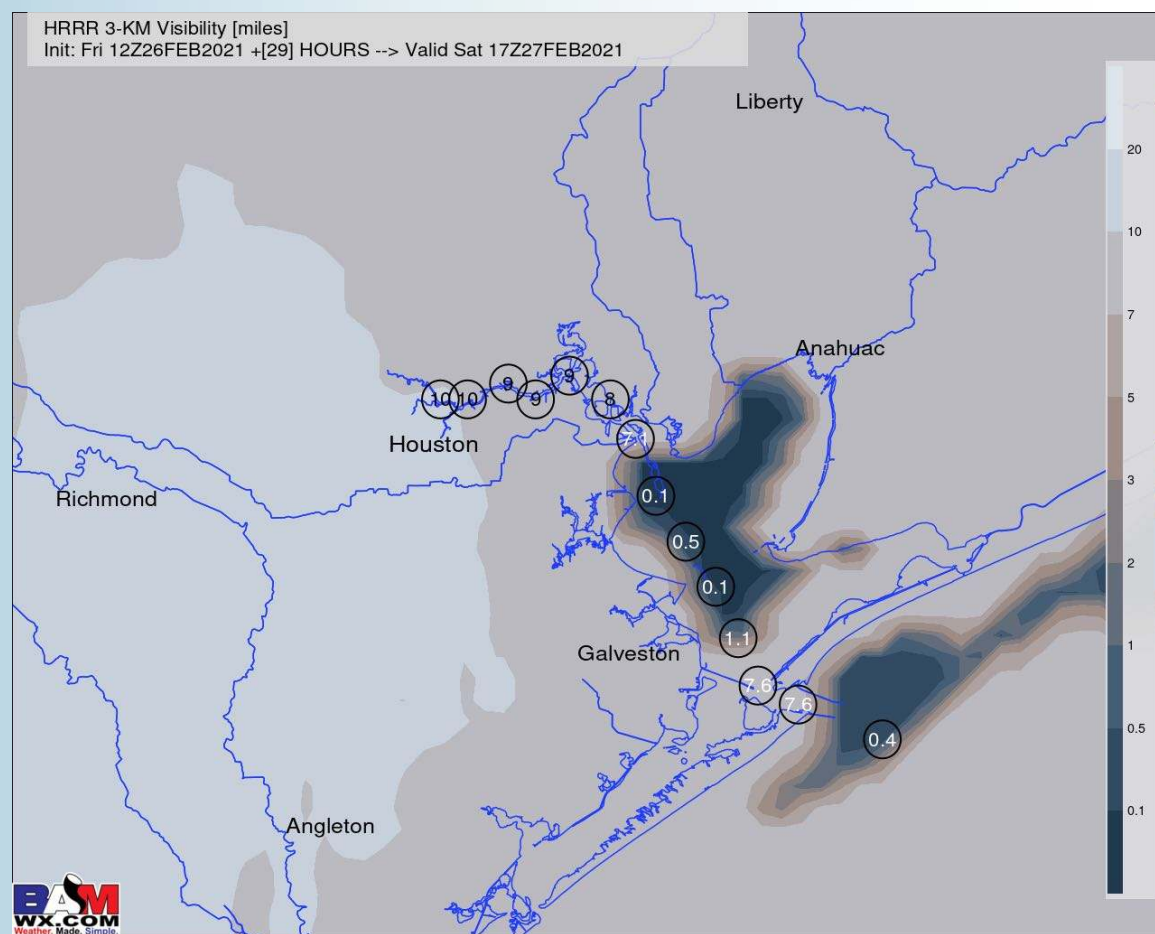 HRRR 3-KM Visibility [miles]
Init: Fri 12Z26FEB2021 +[29] HOURS --> Valid Sat 17Z27FEB2021
Liberty
20
10
7
Anahuac
9
9
10
10
9
8
5
7.1
Houston
3
Richmond
0.1
0.5
2
0.1
1.1
1
Galveston
7.6
7.6
0.5
0.4
0.1
Angleton
BAM
WX.COM
Weather. Made. Simple.